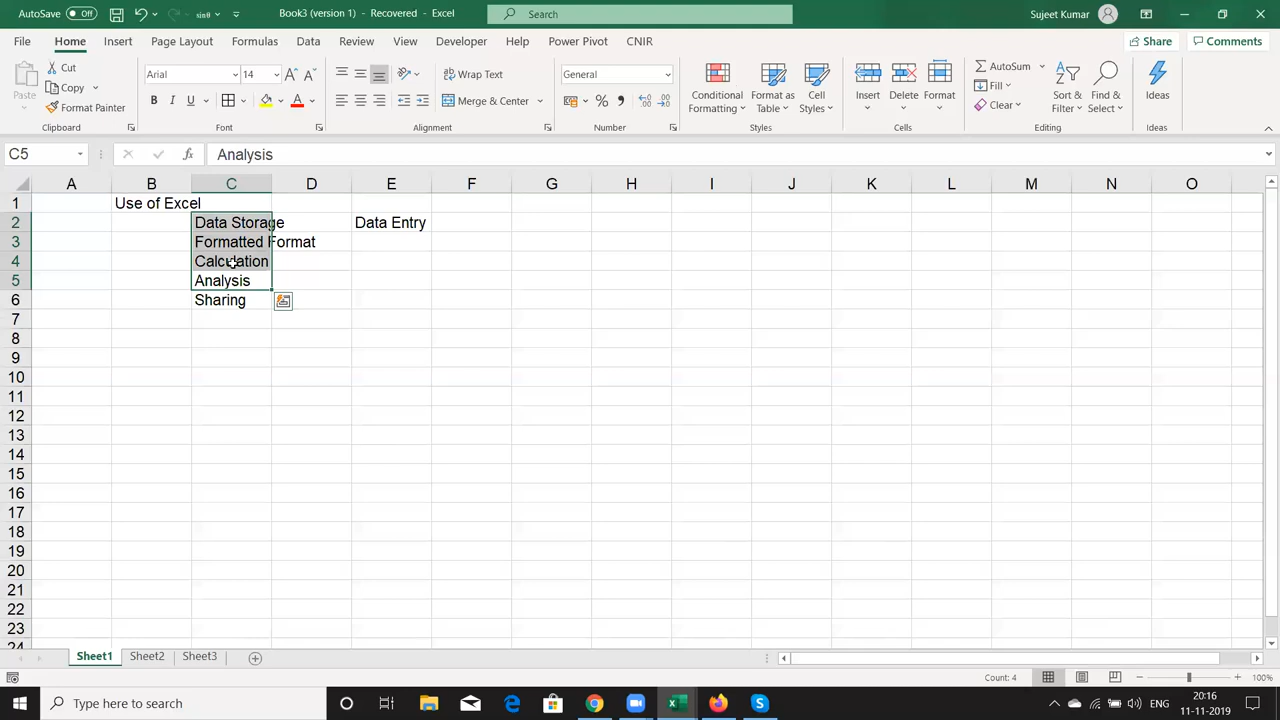 AutoSave Off Book3 (version 1) - Recovered - Excel Search Sujeet Kumar
File Home Insert Page Layout Formulas Data Review View Developer Help Power Pivot CNIR Share Comments
Paste Cut Copy Format Painter
Arial 14 B I U
Wrap Text Merge & Center
General % ,
Conditional Formatting Format as Table Cell Styles
Insert Delete Format
AutoSum Fill Clear Sort & Filter Find & Select Ideas
Clipboard Font Alignment Number Styles Cells Editing Ideas
C5 fx Analysis
A B C D E F G H I J K L M N O
1 Use of Excel
2 Data Storage Data Entry
3 Formatted Format
4 Calculation
5 Analysis
6 Sharing
7
8
9
10
11
12
13
14
15
16
17
18
19
20
21
22
23
24
Sheet1 Sheet2 Sheet3
Count: 4 100%
Type here to search ENG 20:16
11-11-2019